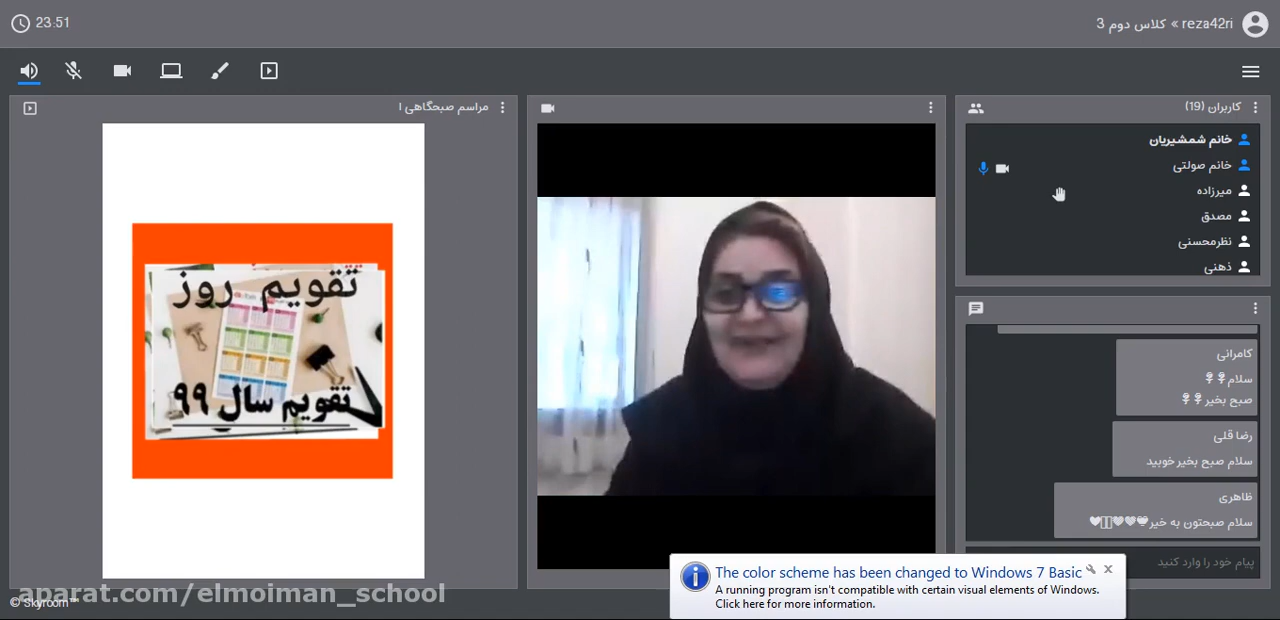 23:51
reza42ri » کلاس دوم 3
مراسم صبحگاهی ا
تقویم روز
تقویم سال ۹۹
کاربران (19)
خانم شمشیریان
خانم صولتی
میرزاده
مصدق
نظرمحسنی
ذهنی
کامرانی
سلام🌹🌹
صبح بخیر🌹🌹
رضا قلی
سلام صبح بخیر خوبید
طاهری
سلام صبحتون به خیر
پیام خود را وارد کنید
The color scheme has been changed to Windows 7 Basic
A running program isn't compatible with certain visual elements of Windows.
Click here for more information.
aparat.com/elmoiman_school
© Skyroom™